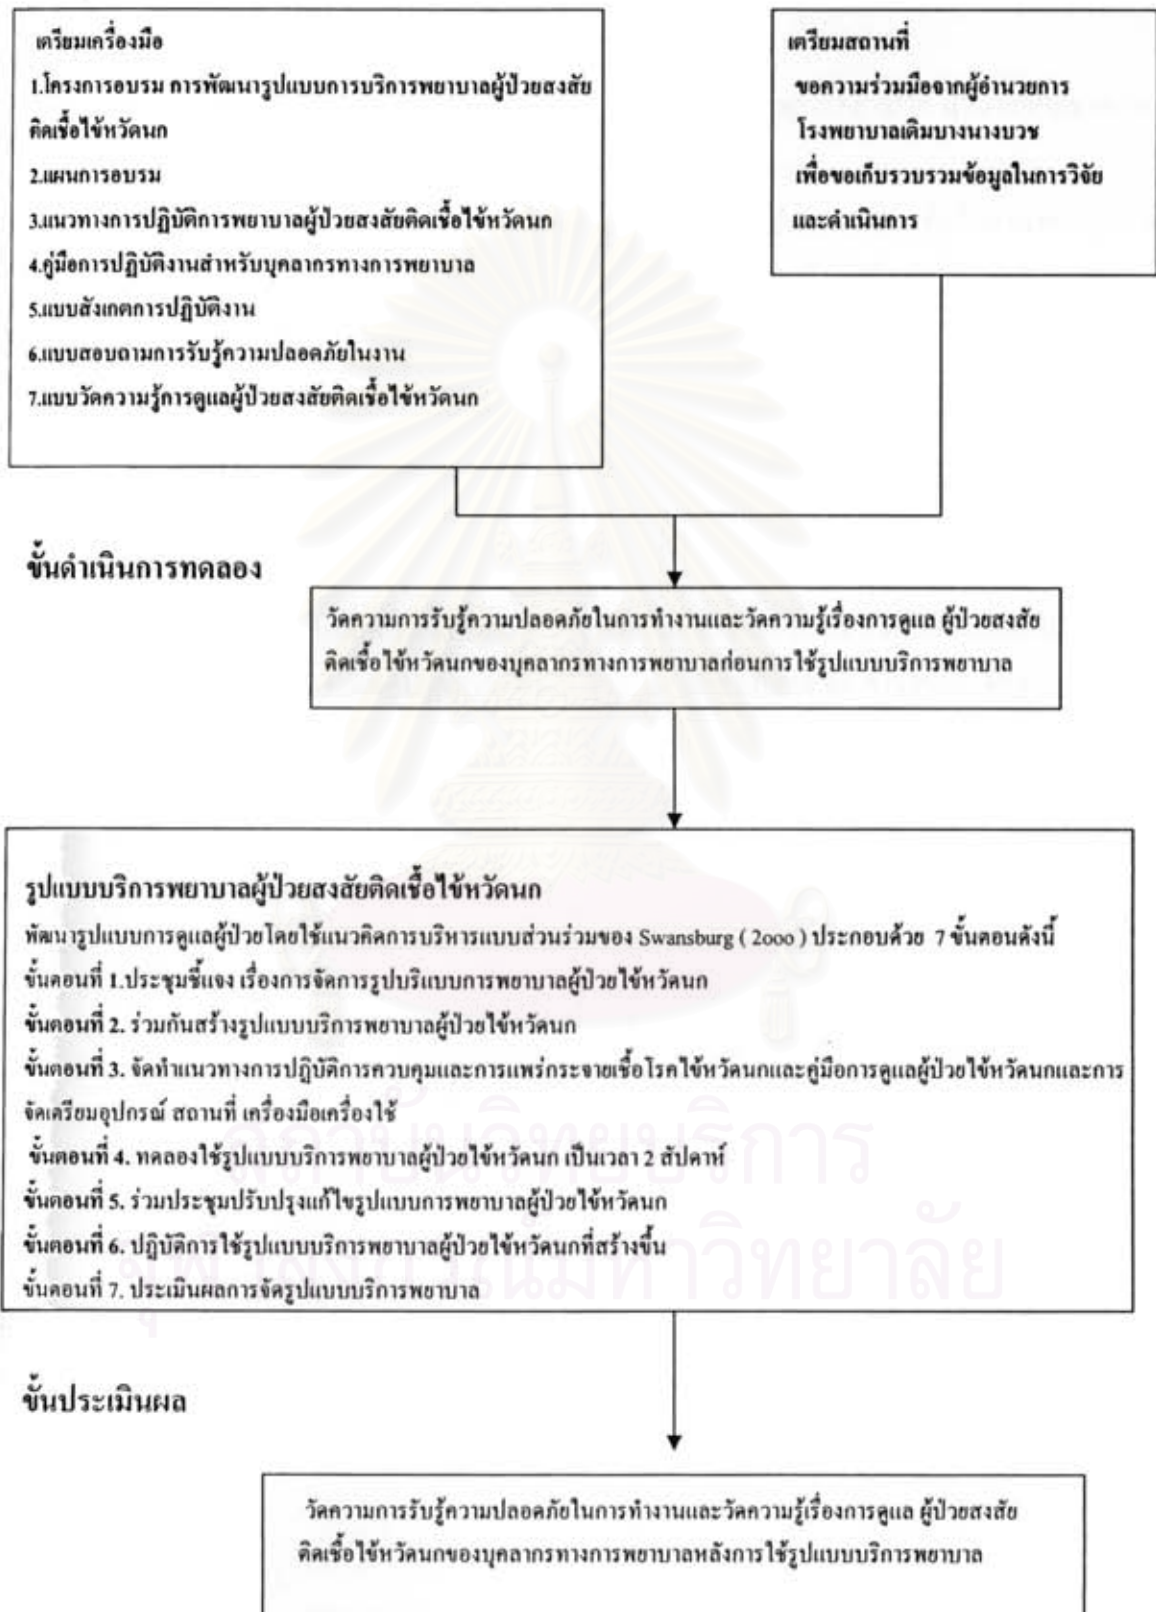 เตรียมเครื่องมือ
1.โครงการอบรม การพัฒนารูปแบบการบริการพยาบาลผู้ป่วยสงสัย
ติดเชื้อไข้หวัดนก
2.แผนการอบรม
3.แนวทางการปฏิบัติการพยาบาลผู้ป่วยสงสัยติดเชื้อไข้หวัดนก
4.คู่มือการปฏิบัติงานสำหรับบุคลากรทางการพยาบาล
5.แบบสังเกตการปฏิบัติงาน
6.แบบสอบถามการรับรู้ความปลอดภัยในงาน
7.แบบวัดความรู้การดูแลผู้ป่วยสงสัยติดเชื้อไข้หวัดนก
เตรียมสถานที่
ขอความร่วมมือจากผู้อำนวยการ
โรงพยาบาลเดิมบางนางบวช
เพื่อขอเก็บรวบรวมข้อมูลในการวิจัย
และดำเนินการ
ขั้นดำเนินการทดลอง
วัดความการรับรู้ความปลอดภัยในการทำงานและวัดความรู้เรื่องการดูแล ผู้ป่วยสงสัย
ติดเชื้อไข้หวัดนกของบุคลากรทางการพยาบาลก่อนการใช้รูปแบบบริการพยาบาล
รูปแบบบริการพยาบาลผู้ป่วยสงสัยติดเชื้อไข้หวัดนก
พัฒนารูปแบบการดูแลผู้ป่วยโดยใช้แนวคิดการบริหารแบบส่วนร่วมของ Swansburg ( 2ooo ) ประกอบด้วย 7 ขั้นตอนดังนี้
ขั้นตอนที่ 1.ประชุมชี้แจง เรื่องการจัดการรูปบริแบบการพยาบาลผู้ป่วยไข้หวัดนก
ขั้นตอนที่ 2. ร่วมกันสร้างรูปแบบบริการพยาบาลผู้ป่วยไข้หวัดนก
ขั้นตอนที่ 3. จัดทำแนวทางการปฏิบัติการควบคุมและการแพร่กระจายเชื้อโรคไข้หวัดนกและคู่มือการดูแลผู้ป่วยไข้หวัดนกและการ
จัดเตรียมอุปกรณ์ สถานที่ เครื่องมือเครื่องใช้
ขั้นตอนที่ 4. ทดลองใช้รูปแบบบริการพยาบาลผู้ป่วยไข้หวัดนก เป็นเวลา 2 สัปดาห์
ขั้นตอนที่ 5. ร่วมประชุมปรับปรุงแก้ไขรูปแบบการพยาบาลผู้ป่วยไข้หวัดนก
ขั้นตอนที่ 6. ปฏิบัติการใช้รูปแบบบริการพยาบาลผู้ป่วยไข้หวัดนกที่สร้างขึ้น
ขั้นตอนที่ 7. ประเมินผลการจัดรูปแบบบริการพยาบาล
สถาบันวิทยบริการ
จุฬาลงกรณ์มหาวิทยาลัย
ขั้นประเมินผล
วัดความการรับรู้ความปลอดภัยในการทำงานและวัดความรู้เรื่องการดูแล ผู้ป่วยสงสัย
ติดเชื้อไข้หวัดนกของบุคลากรทางการพยาบาลหลังการใช้รูปแบบบริการพยาบาล